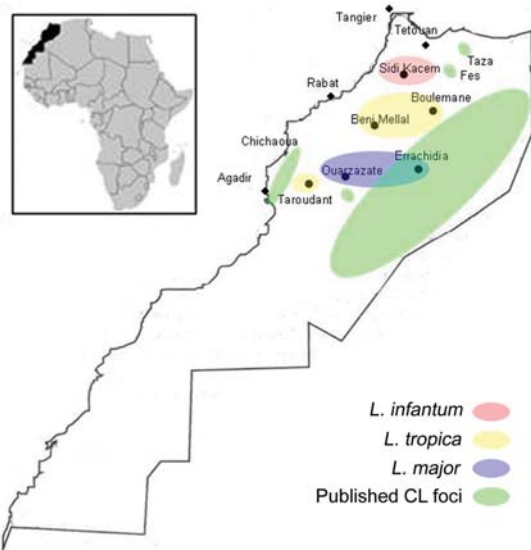 Tangier
Tetouan
Taza
Sidi Kacem
Fes
Rabat
Boulemane
Beni Mellal
Chichaoua
Errachidia
Ouarzazate
Agadir
Taroudant
L. infantum
L. tropica
L. major
Published CL foci